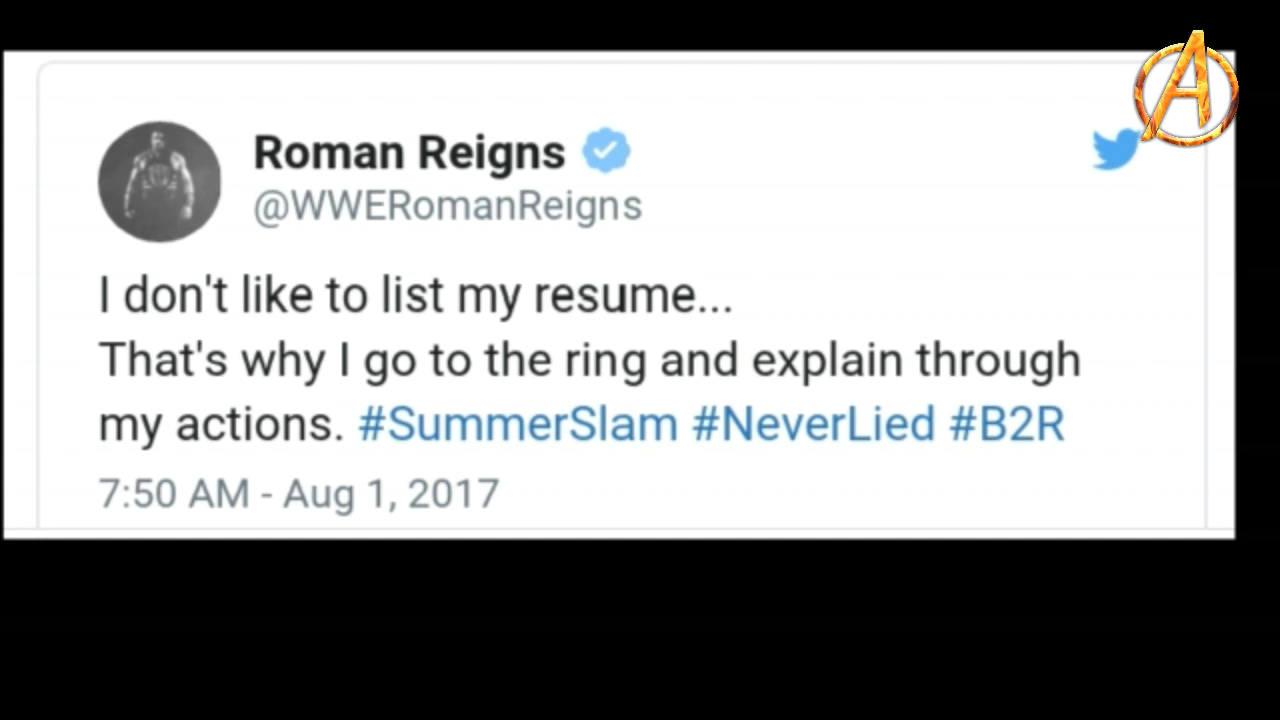 Roman Reigns
@WWERomanReigns
I don't like to list my resume...
That's why I go to the ring and explain through
my actions. #SummerSlam #NeverLied #B2R
7:50 AM - Aug 1, 2017
A